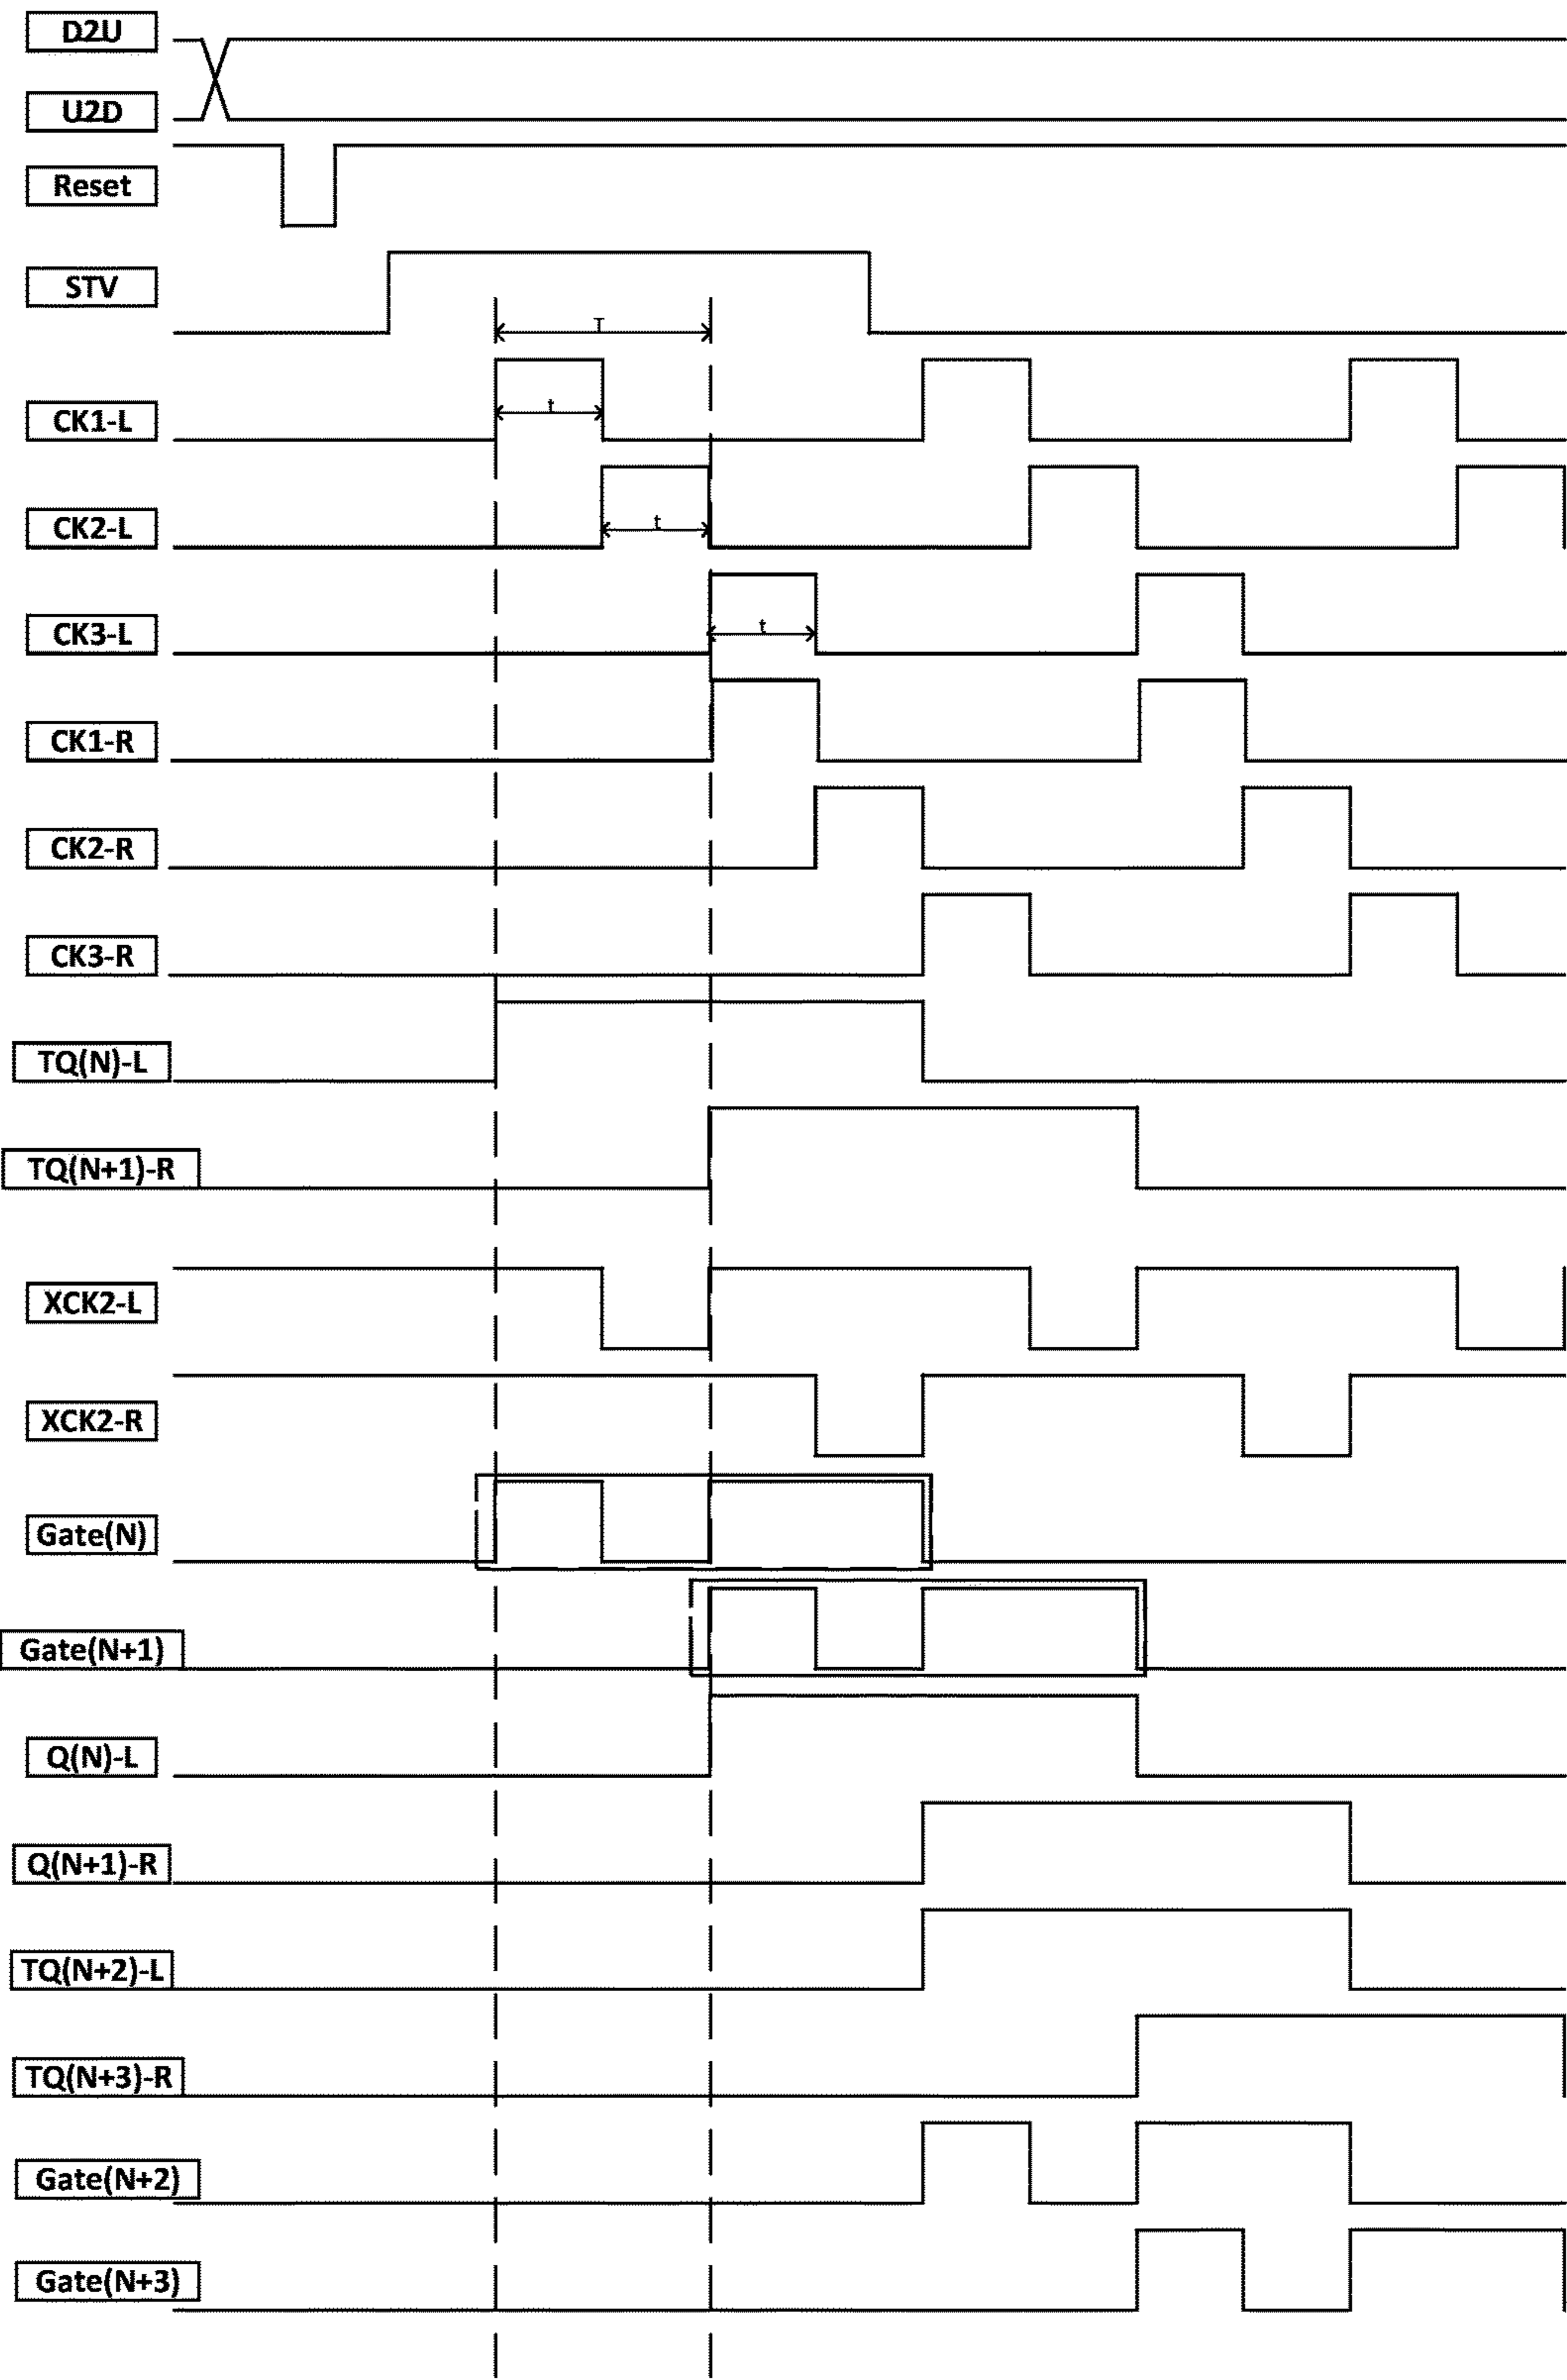 D2U
U2D
Reset
STV
T
CK1-L
t
CK2-L
t
CK3-L
t
CK1-R
CK2-R
CK3-R
TQ(N)-L
TQ(N+1)-R
XCK2-L
XCK2-R
Gate(N)
Gate(N+1)
Q(N)-L
Q(N+1)-R
TQ(N+2)-L
TQ(N+3)-R
Gate(N+2)
Gate(N+3)